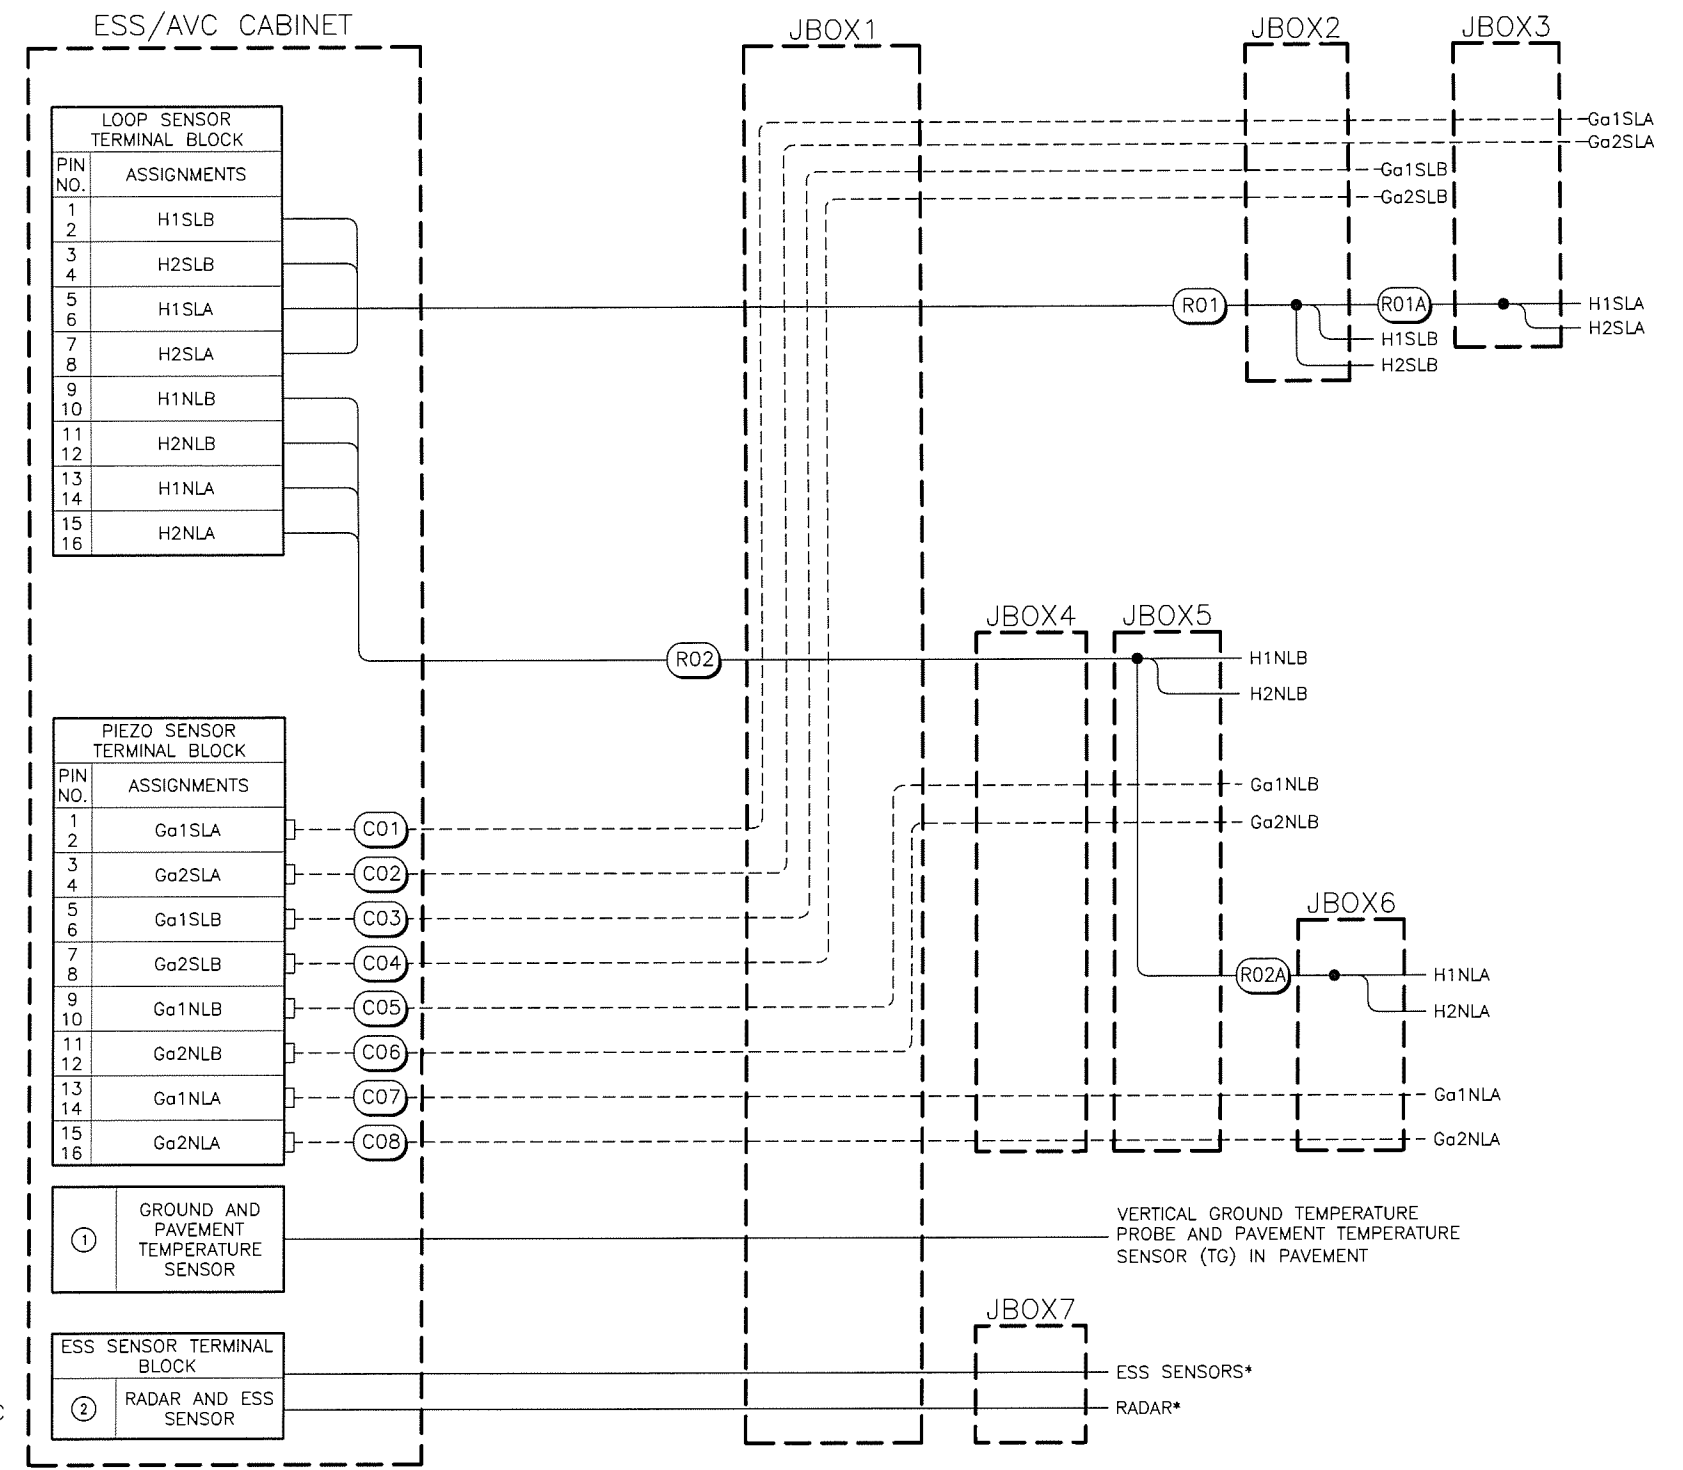 ESS/AVC CABINET
JBOX1
JBOX2
JBOX3
LOOP SENSOR
TERMINAL BLOCK
PIN
NO.
ASSIGNMENTS
1
2
H1SLB
3
4
H2SLB
5
6
H1SLA
7
8
H2SLA
9
10
H1NLB
11
12
H2NLB
13
14
H1NLA
15
16
H2NLA
Ga1SLA
Ga2SLA
Ga1SLB
Ga2SLB
R01
R01A
H1SLA
H2SLA
H1SLB
H2SLB
R02
JBOX4
JBOX5
H1NLB
H2NLB
Ga1NLB
Ga2NLB
JBOX6
R02A
H1NLA
H2NLA
Ga1NLA
Ga2NLA
PIEZO SENSOR
TERMINAL BLOCK
PIN
NO.
ASSIGNMENTS
1
2
Ga1SLA
C01
3
4
Ga2SLA
C02
5
6
Ga1SLB
C03
7
8
Ga2SLB
C04
9
10
Ga1NLB
C05
11
12
Ga2NLB
C06
13
14
Ga1NLA
C07
15
16
Ga2NLA
C08
1
GROUND AND
PAVEMENT
TEMPERATURE
SENSOR
VERTICAL GROUND TEMPERATURE
PROBE AND PAVEMENT TEMPERATURE
SENSOR (TG) IN PAVEMENT
JBOX7
ESS SENSOR TERMINAL
BLOCK
2
RADAR AND ESS
SENSOR
ESS SENSORS*
RADAR*